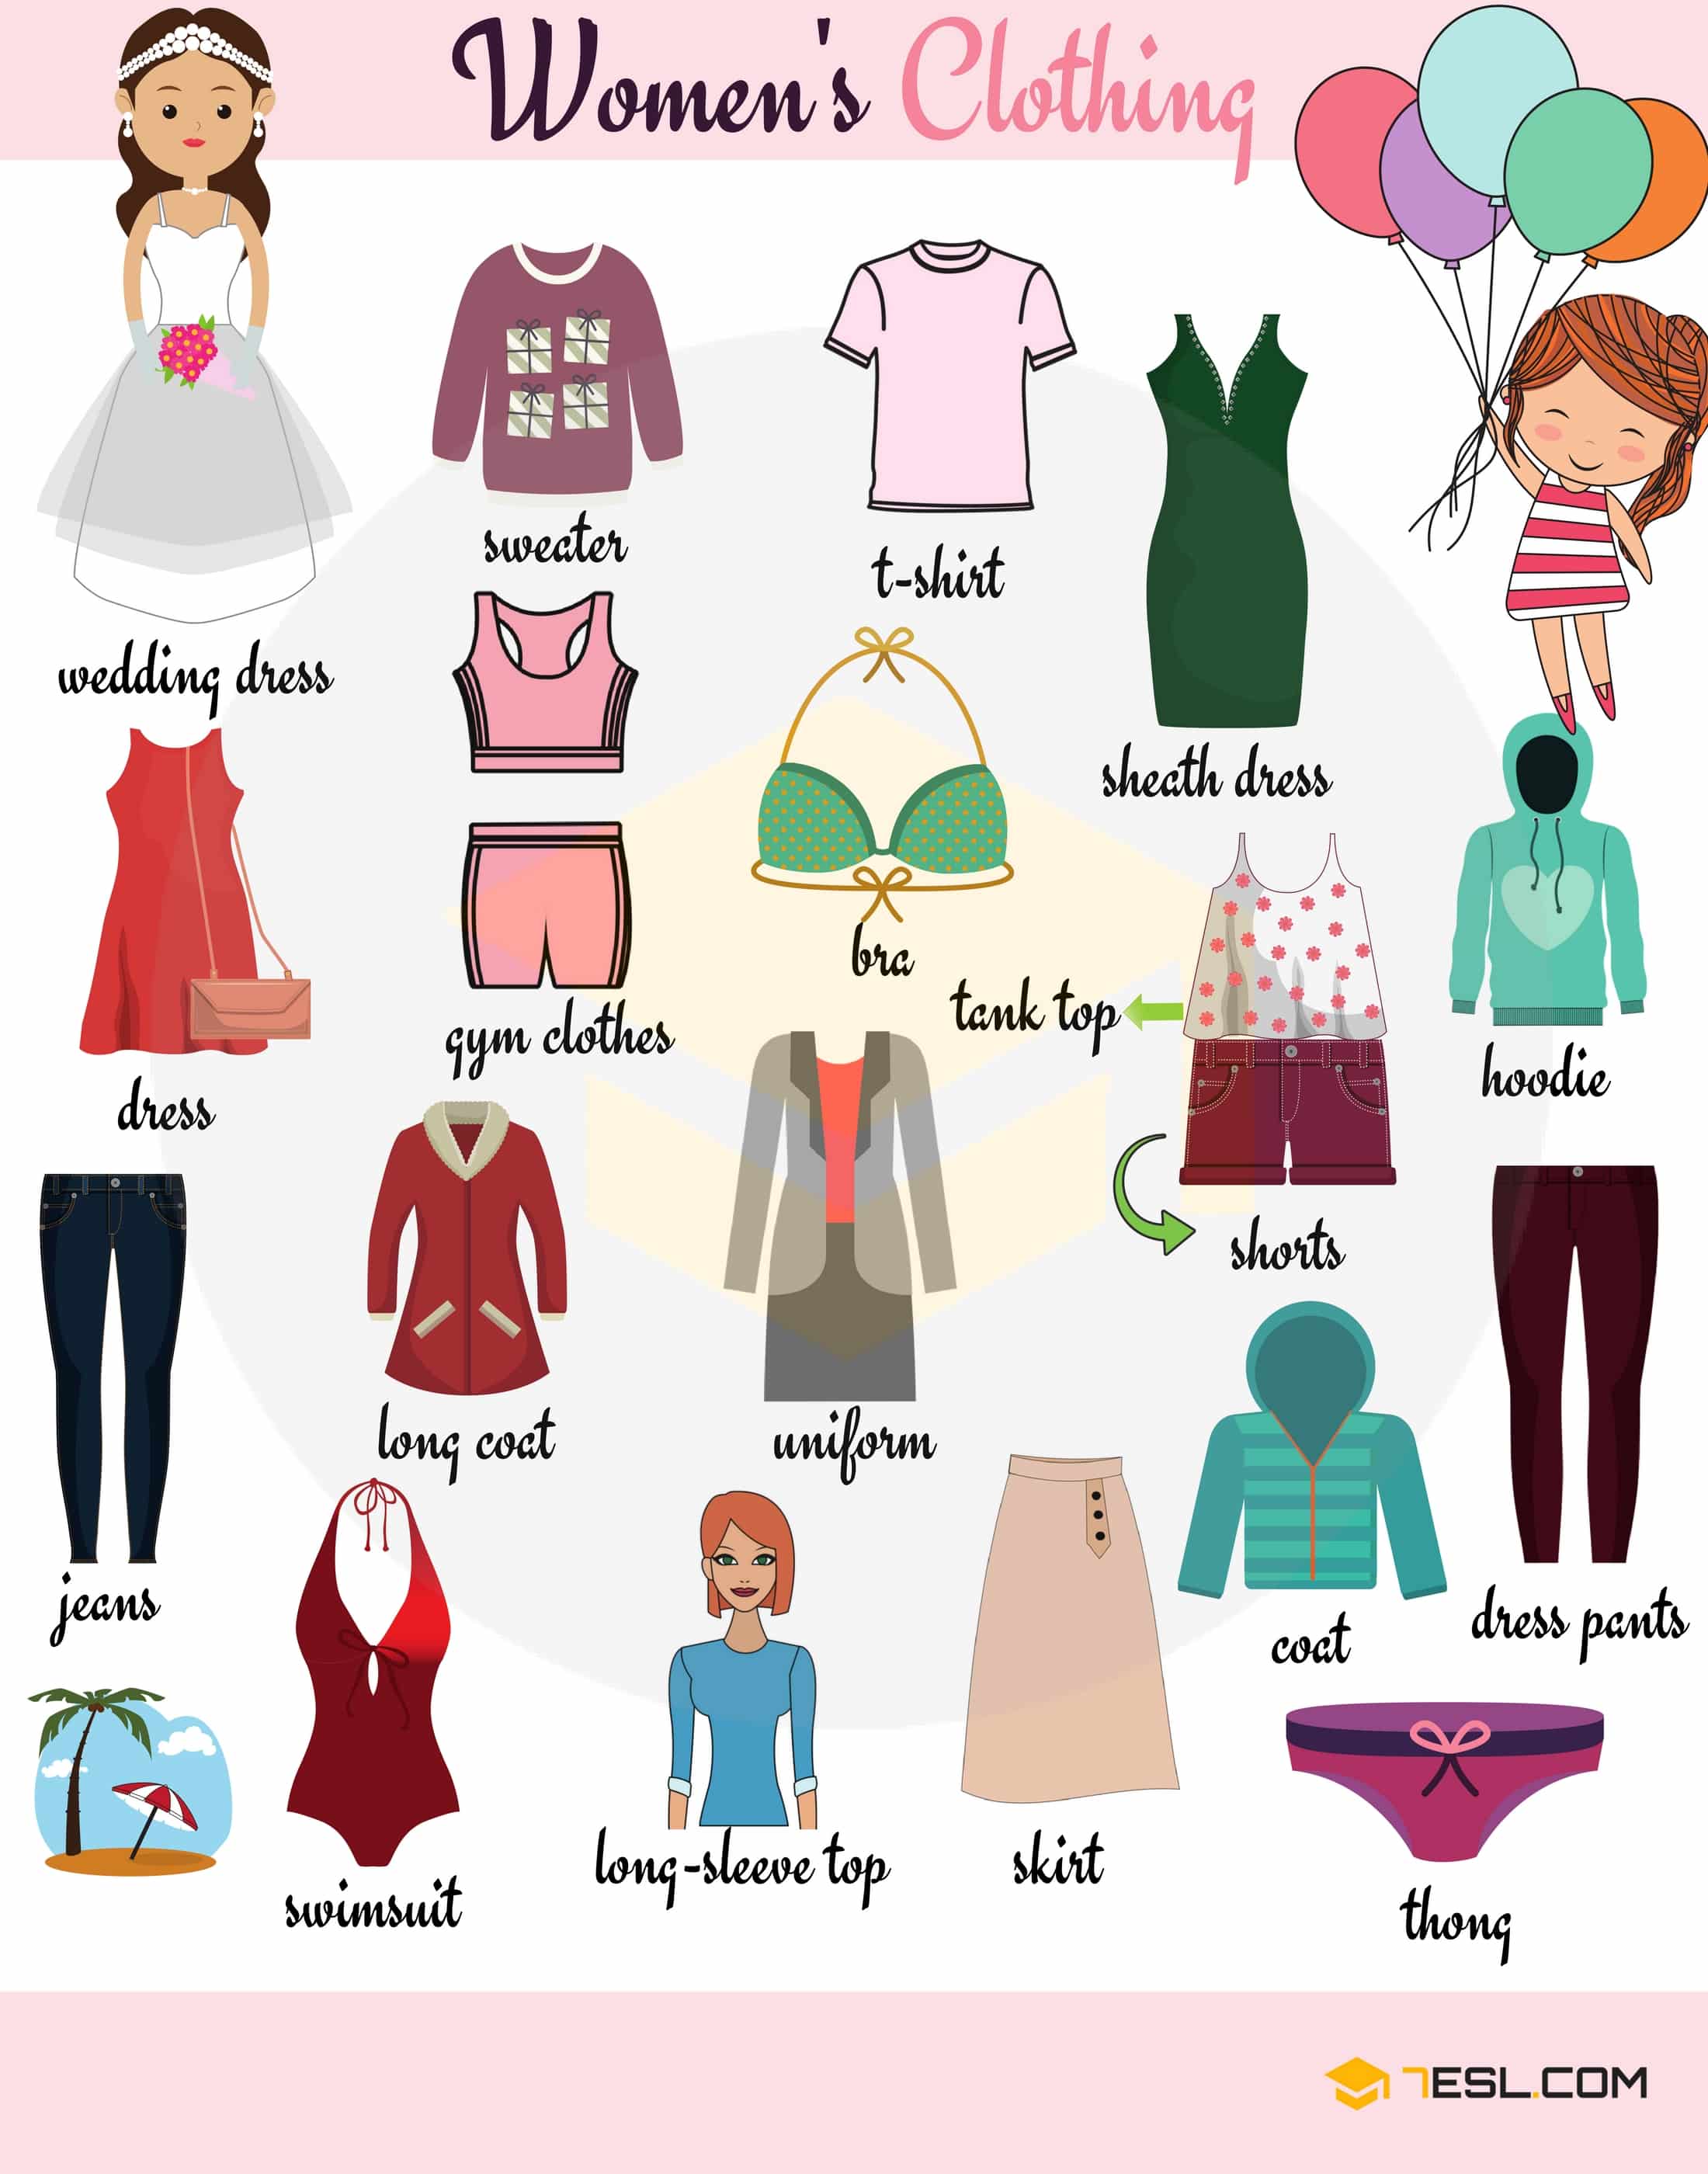 Women's Clothing
sweater
t-shirt
wedding dress
sheath dress
bra
tank top
gym clothes
hoodie
dress
shorts
long coat
uniform
jeans
coat
dress pants
long-sleeve top
skirt
swimsuit
thong
7ESL.COM